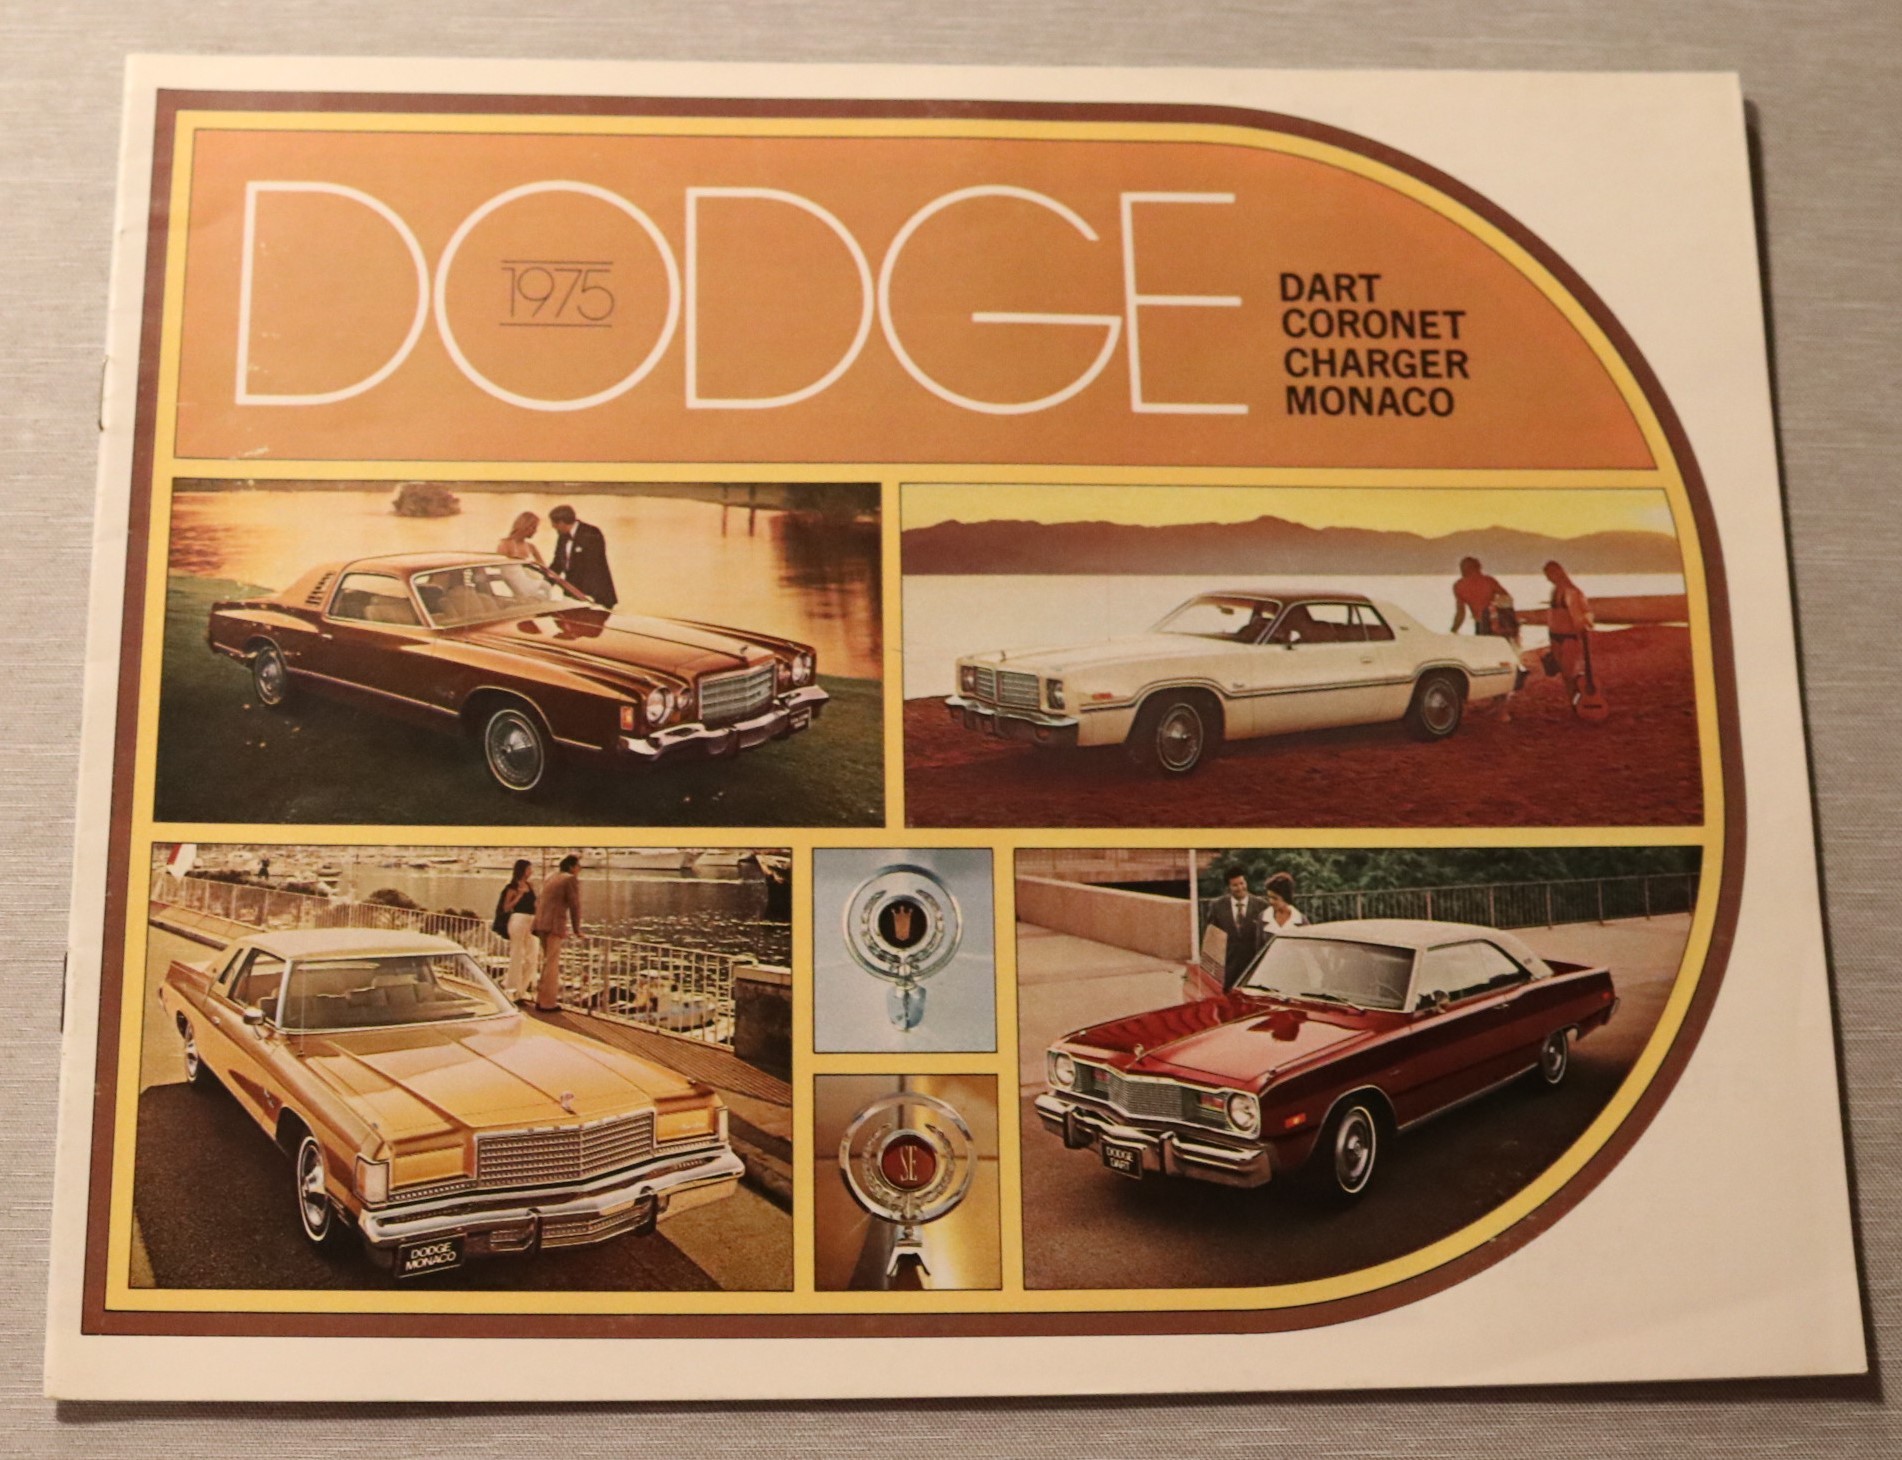 DODGE
1975
DART
CORONET
CHARGER
MONACO
DODGE
MONACO
SE
DODGE
DART